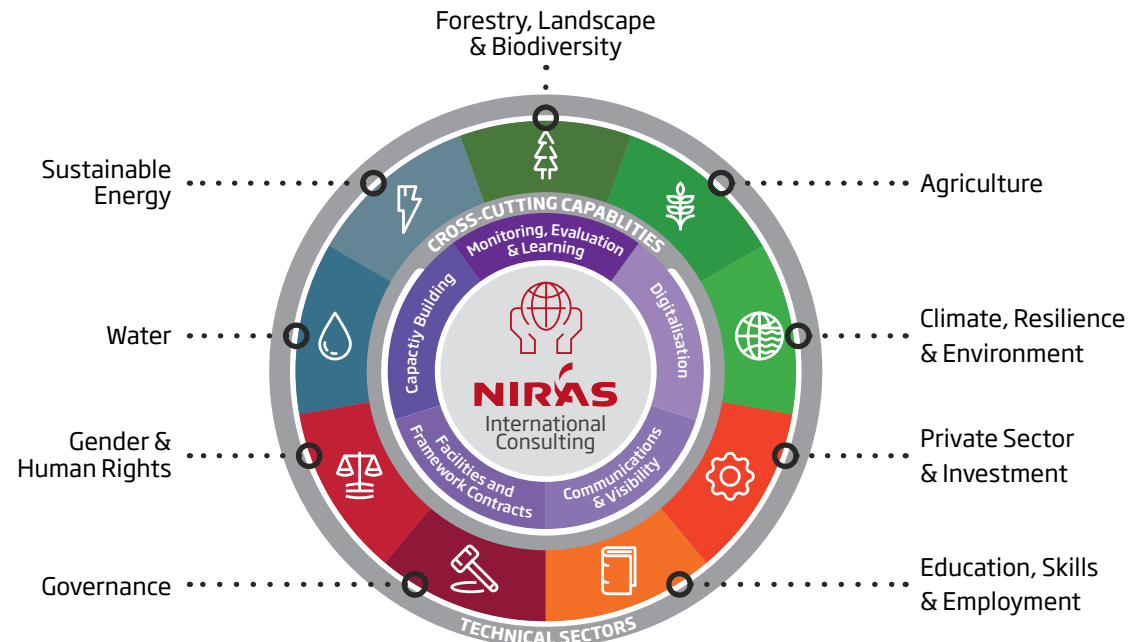 Forestry, Landscape
& Biodiversity
Sustainable
Energy
Agriculture
CROSS-CUTTING CAPABLITIES
Monitoring, Evaluation
& Learning
Capactiy Building
Digitalisation
Water
Climate, Resilience
& Environment
NIRAS
International
Consulting
Gender &
Human Rights
Private Sector
& Investment
Facilities and
Framework Contracts
Communications
& Visibility
Governance
Education, Skills
& Employment
TECHNICAL SECTORS